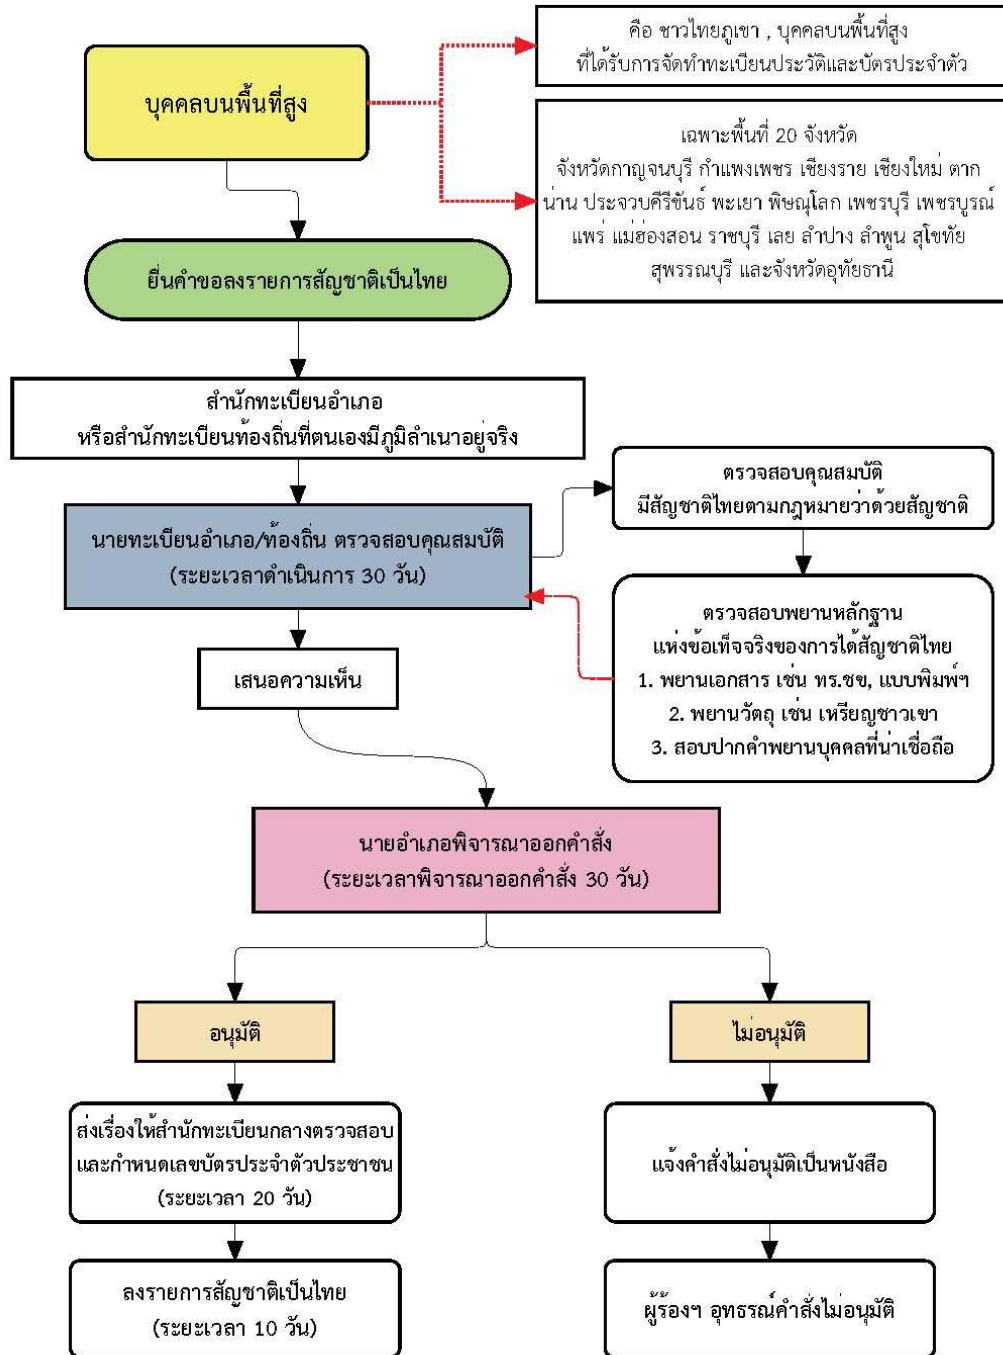 บุคคลบนพื้นที่สูง
คือ ชาวไทยภูเขา , บุคคลบนพื้นที่สูง
ที่ได้รับการจัดทำทะเบียนประวัติและบัตรประจำตัว
เฉพาะพื้นที่ 20 จังหวัด
จังหวัดกาญจนบุรี กำแพงเพชร เชียงราย เชียงใหม่ ตาก
น่าน ประจวบคีรีขันธ์ พะเยา พิษณุโลก เพชรบุรี เพชรบูรณ์
แพร่ แม่ฮ่องสอน ราชบุรี เลย ลำปาง ลำพูน สุโขทัย
สุพรรณบุรี และจังหวัดอุทัยธานี
ยื่นคำขอลงรายการสัญชาติเป็นไทย
สำนักทะเบียนอำเภอ
หรือสำนักทะเบียนท้องถิ่นที่ตนเองมีภูมิลำเนาอยู่จริง
นายทะเบียนอำเภอ/ท้องถิ่น ตรวจสอบคุณสมบัติ
(ระยะเวลาดำเนินการ 30 วัน)
ตรวจสอบคุณสมบัติ
มีสัญชาติไทยตามกฎหมายว่าด้วยสัญชาติ
ตรวจสอบพยานหลักฐาน
แห่งข้อเท็จจริงของการได้สัญชาติไทย
1. พยานเอกสาร เช่น ทร.ชข, แบบพิมพ์ฯ
2. พยานวัตถุ เช่น เหรียญชาวเขา
3. สอบปากคำพยานบุคคลที่น่าเชื่อถือ
เสนอความเห็น
นายอำเภอพิจารณาออกคำสั่ง
(ระยะเวลาพิจารณาออกคำสั่ง 30 วัน)
อนุมัติ
ส่งเรื่องให้สำนักทะเบียนกลางตรวจสอบ
และกำหนดเลขบัตรประจำตัวประชาชน
(ระยะเวลา 20 วัน)
ลงรายการสัญชาติเป็นไทย
(ระยะเวลา 10 วัน)
ไม่อนุมัติ
แจ้งคำสั่งไม่อนุมัติเป็นหนังสือ
ผู้ร้องฯ อุทธรณ์คำสั่งไม่อนุมัติ